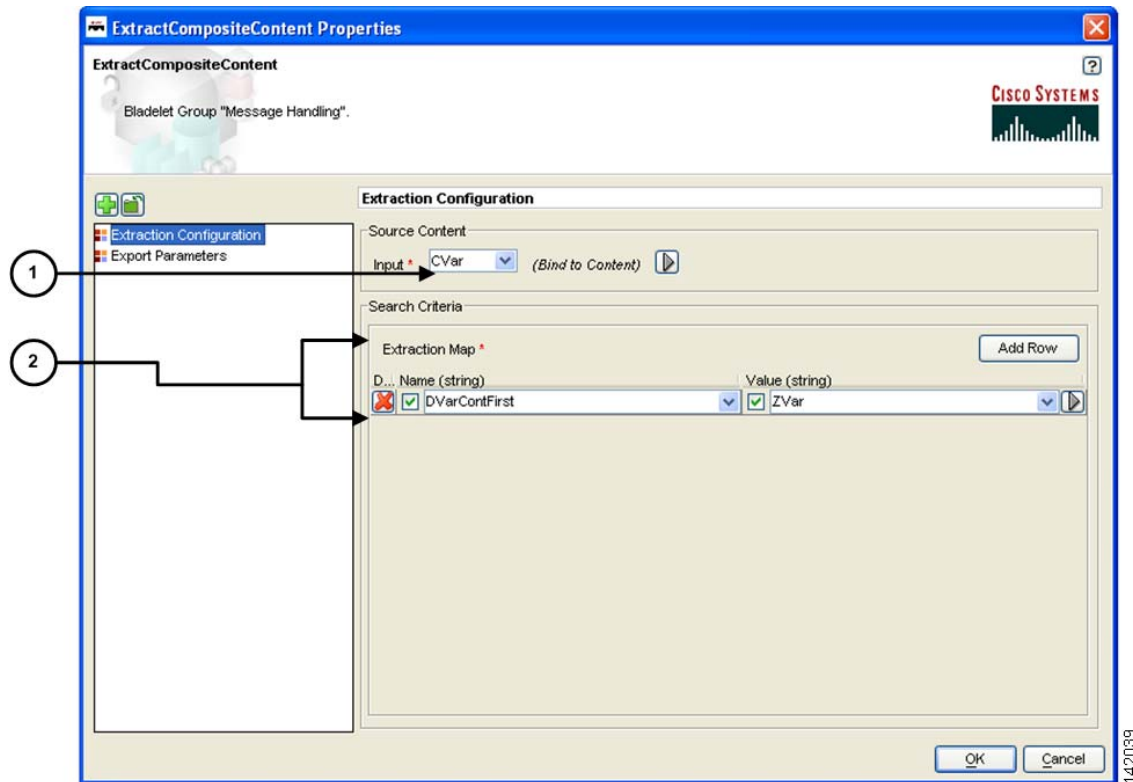 ExtractCompositeContent Properties
ExtractCompositeContent
?
Bladelet Group "Message Handling".
CISCO SYSTEMS
Extraction Configuration
Export Parameters
Extraction Configuration
Source Content
Input * CVar (Bind to Content)
Search Criteria
Extraction Map * Add Row
D... Name (string) Value (string)
DVarContFirst ZVar
OK Cancel
1
2
142039